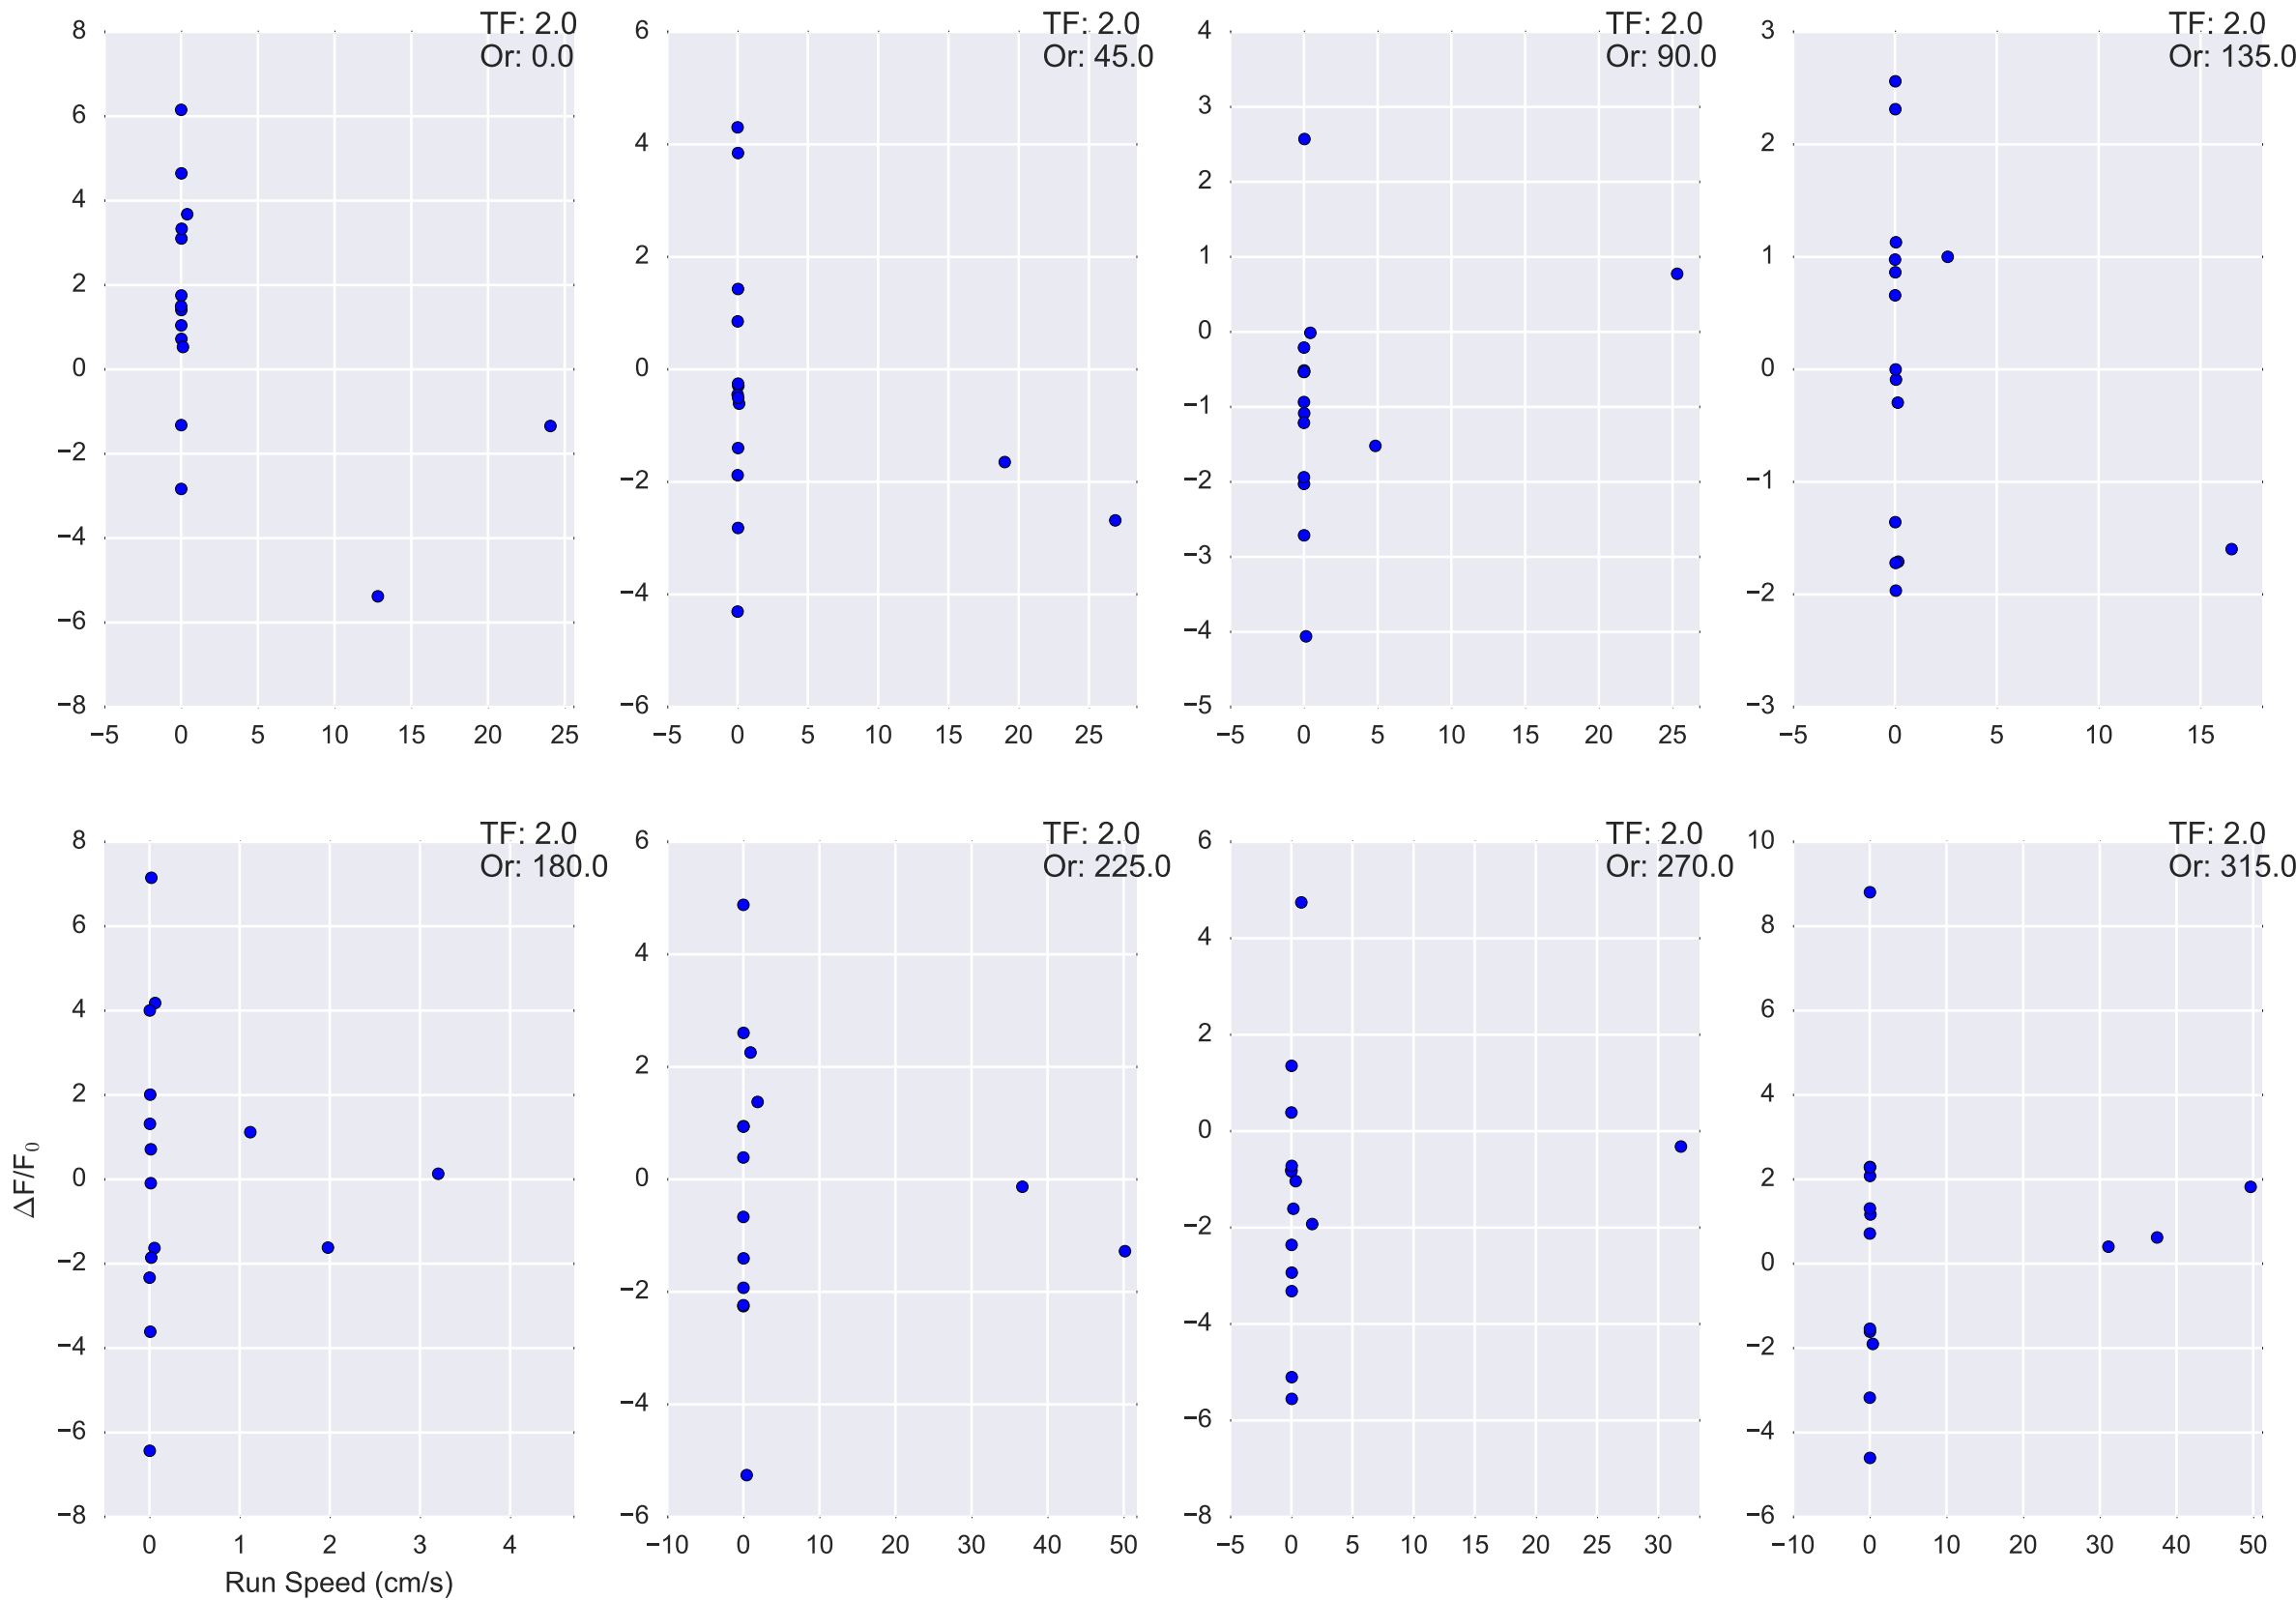 TF: 2.0
Or: 0.0
8
6
4
2
0
−2
−4
−6
−8
−5 0 5 10 15 20 25
TF: 2.0
Or: 45.0
6
4
2
0
−2
−4
−6
−5 0 5 10 15 20 25
TF: 2.0
Or: 90.0
4
3
2
1
0
−1
−2
−3
−4
−5
−5 0 5 10 15 20 25
TF: 2.0
Or: 135.0
3
2
1
0
−1
−2
−3
−5 0 5 10 15
TF: 2.0
Or: 180.0
8
6
4
2
0
−2
−4
−6
−8
0 1 2 3 4
ΔF/F₀
Run Speed (cm/s)
TF: 2.0
Or: 225.0
6
4
2
0
−2
−4
−6
−10 0 10 20 30 40 50
TF: 2.0
Or: 270.0
6
4
2
0
−2
−4
−6
−8
−5 0 5 10 15 20 25 30
TF: 2.0
Or: 315.0
10
8
6
4
2
0
−2
−4
−6
−10 0 10 20 30 40 50